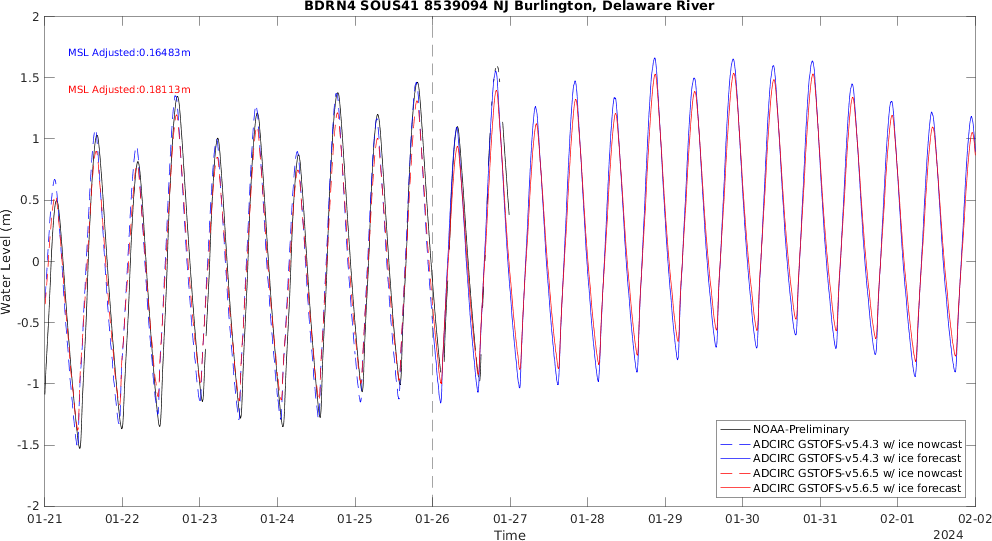 BDRN4 SOUS41 8539094 NJ Burlington, Delaware River
MSL Adjusted:0.16483m
MSL Adjusted:0.18113m
Water Level (m)
2
1.5
1
0.5
0
-0.5
-1
-1.5
-2
NOAA-Preliminary
ADCIRC GSTOFS-v5.4.3 w/ ice nowcast
ADCIRC GSTOFS-v5.4.3 w/ ice forecast
ADCIRC GSTOFS-v5.6.5 w/ ice nowcast
ADCIRC GSTOFS-v5.6.5 w/ ice forecast
01-21 01-22 01-23 01-24 01-25 01-26 01-27 01-28 01-29 01-30 01-31 02-01 02-02
Time
2024